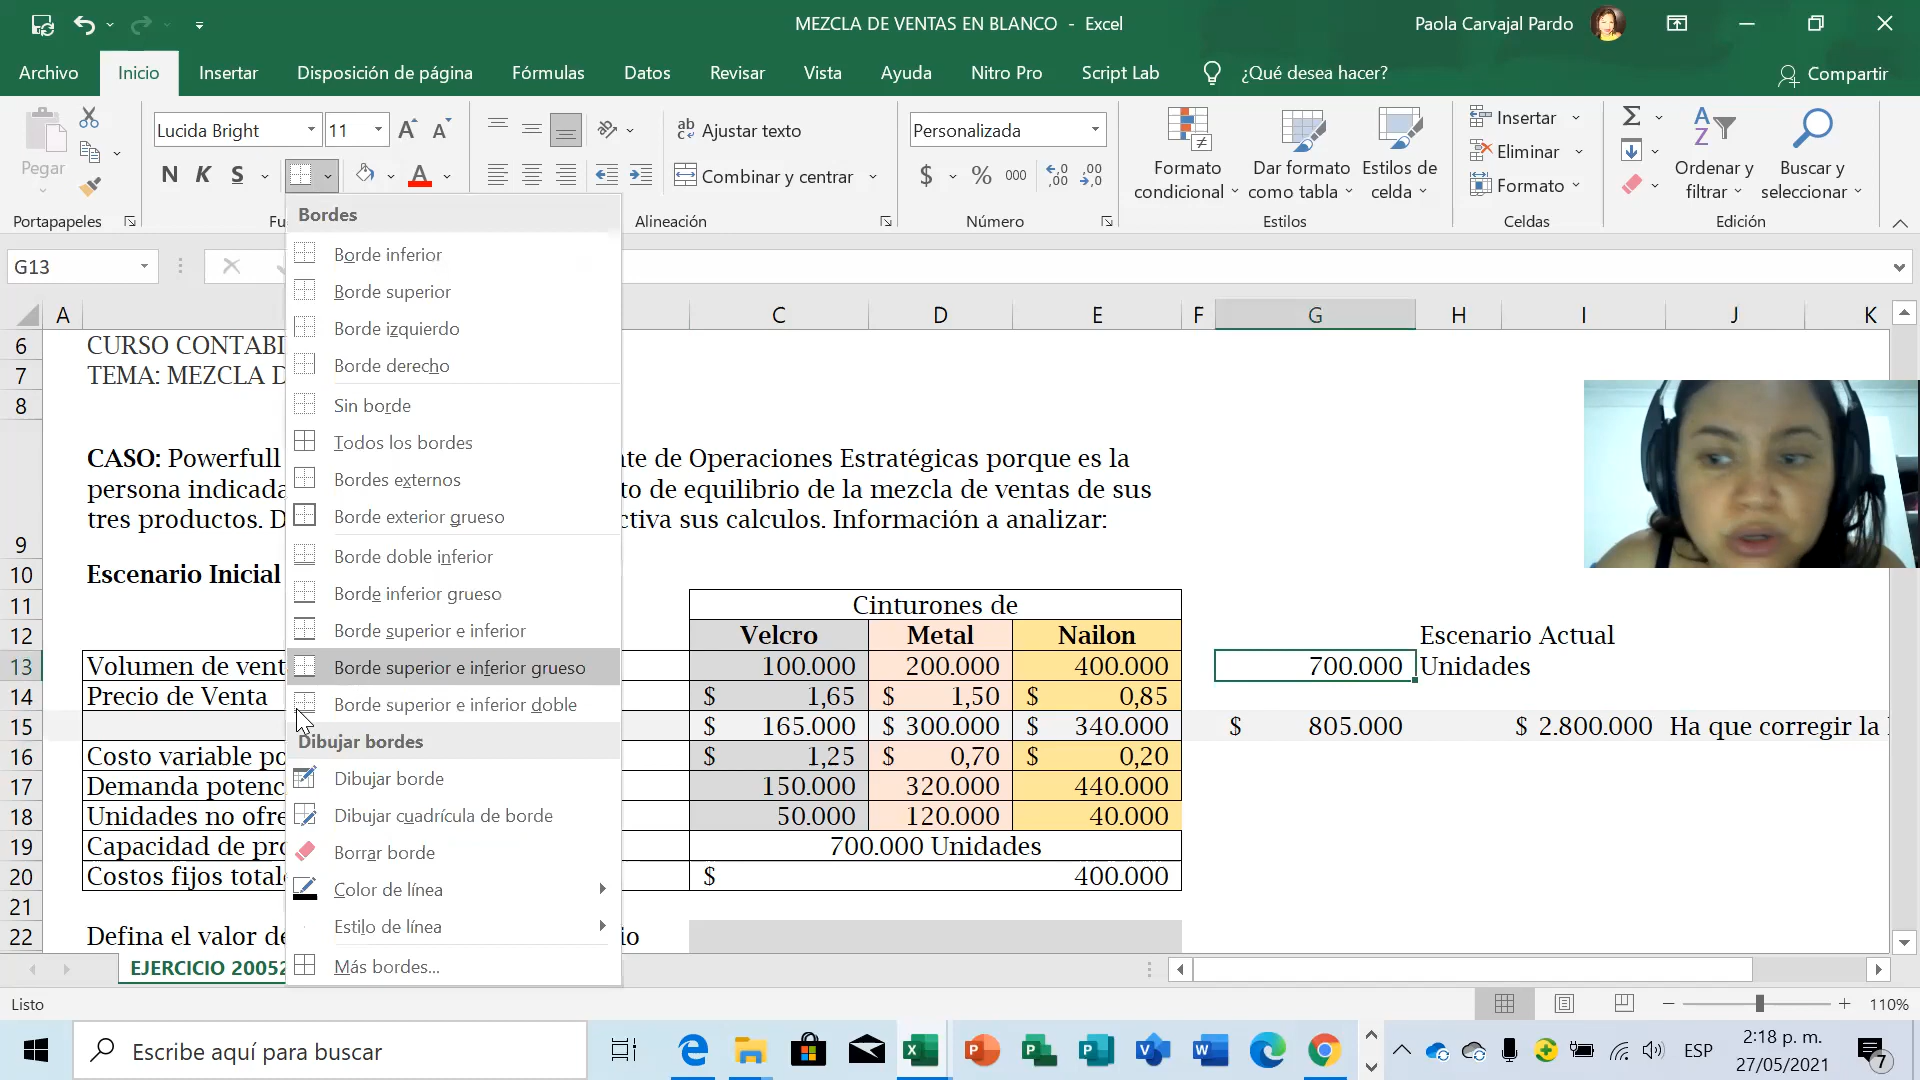 MEZCLA DE VENTAS EN BLANCO - Excel
Paola Carvajal Pardo
Archivo Inicio Insertar Disposición de página Fórmulas Datos Revisar Vista Ayuda Nitro Pro Script Lab ¿Qué desea hacer? Compartir
Pegar
Portapapeles
Lucida Bright 11
N K S
Ajustar texto
Combinar y centrar
Alineación
Personalizada
$ % 000
Número
Formato condicional
Dar formato como tabla
Estilos de celda
Estilos
Insertar
Eliminar
Formato
Celdas
Ordenar y filtrar
Buscar y seleccionar
Edición
G13
Bordes
Borde inferior
Borde superior
Borde izquierdo
Borde derecho
Sin borde
Todos los bordes
Bordes externos
Borde exterior grueso
Borde doble inferior
Borde inferior grueso
Borde superior e inferior
Borde superior e inferior grueso
Borde superior e inferior doble
Dibujar bordes
Dibujar borde
Dibujar cuadrícula de borde
Borrar borde
Color de línea
Estilo de línea
Más bordes...
A C D E F G H I J K
6 CURSO CONTABI
7 TEMA: MEZCLA D
8
CASO: Powerfull te de Operaciones Estratégicas porque es la
persona indicada to de equilibrio de la mezcla de ventas de sus
tres productos. D ctiva sus calculos. Información a analizar:
9
10 Escenario Inicial
11 Cinturones de
12 Velcro Metal Nailon Escenario Actual
13 Volumen de vent 100.000 200.000 400.000 700.000 Unidades
14 Precio de Venta $ 1,65 $ 1,50 $ 0,85
15 $ 165.000 $ 300.000 $ 340.000 $ 805.000 $ 2.800.000 Ha que corregir la
16 Costo variable po $ 1,25 $ 0,70 $ 0,20
17 Demanda potenc 150.000 320.000 440.000
18 Unidades no ofre 50.000 120.000 40.000
19 Capacidad de pro 700.000 Unidades
20 Costos fijos total $ 400.000
21
22 Defina el valor de io
EJERCICIO 20052
Listo
110%
Escribe aquí para buscar
ESP
2:18 p. m.
27/05/2021
7